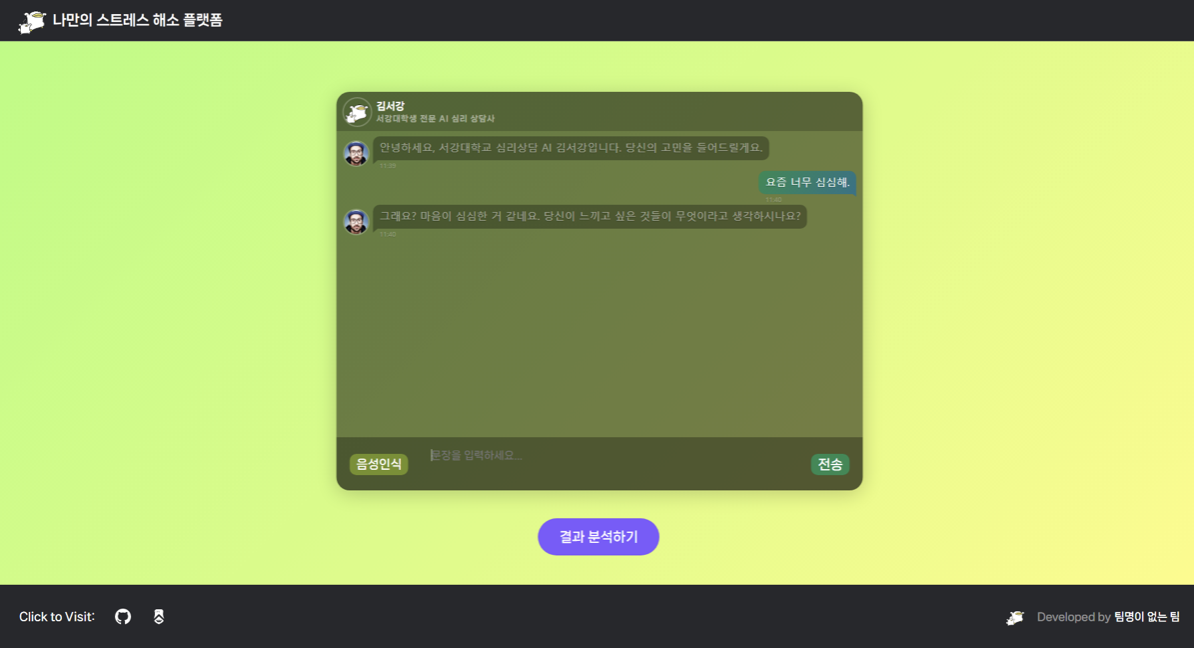 나만의 스트레스 해소 플랫폼
김서강
서강대학생 전문 AI 심리 상담사
안녕하세요, 서강대학교 심리상담 AI 김서강입니다. 당신의 고민을 들어드릴게요.
요즘 너무 심심해.
11:40
그래요? 마음이 심심한 거 같네요. 당신이 느끼고 싶은 것들이 무엇이라고 생각하시나요?
11:40
음성인식
문장을 입력하세요...
전송
결과 분석하기
Click to Visit:
Developed by 팀명이 없는 팀